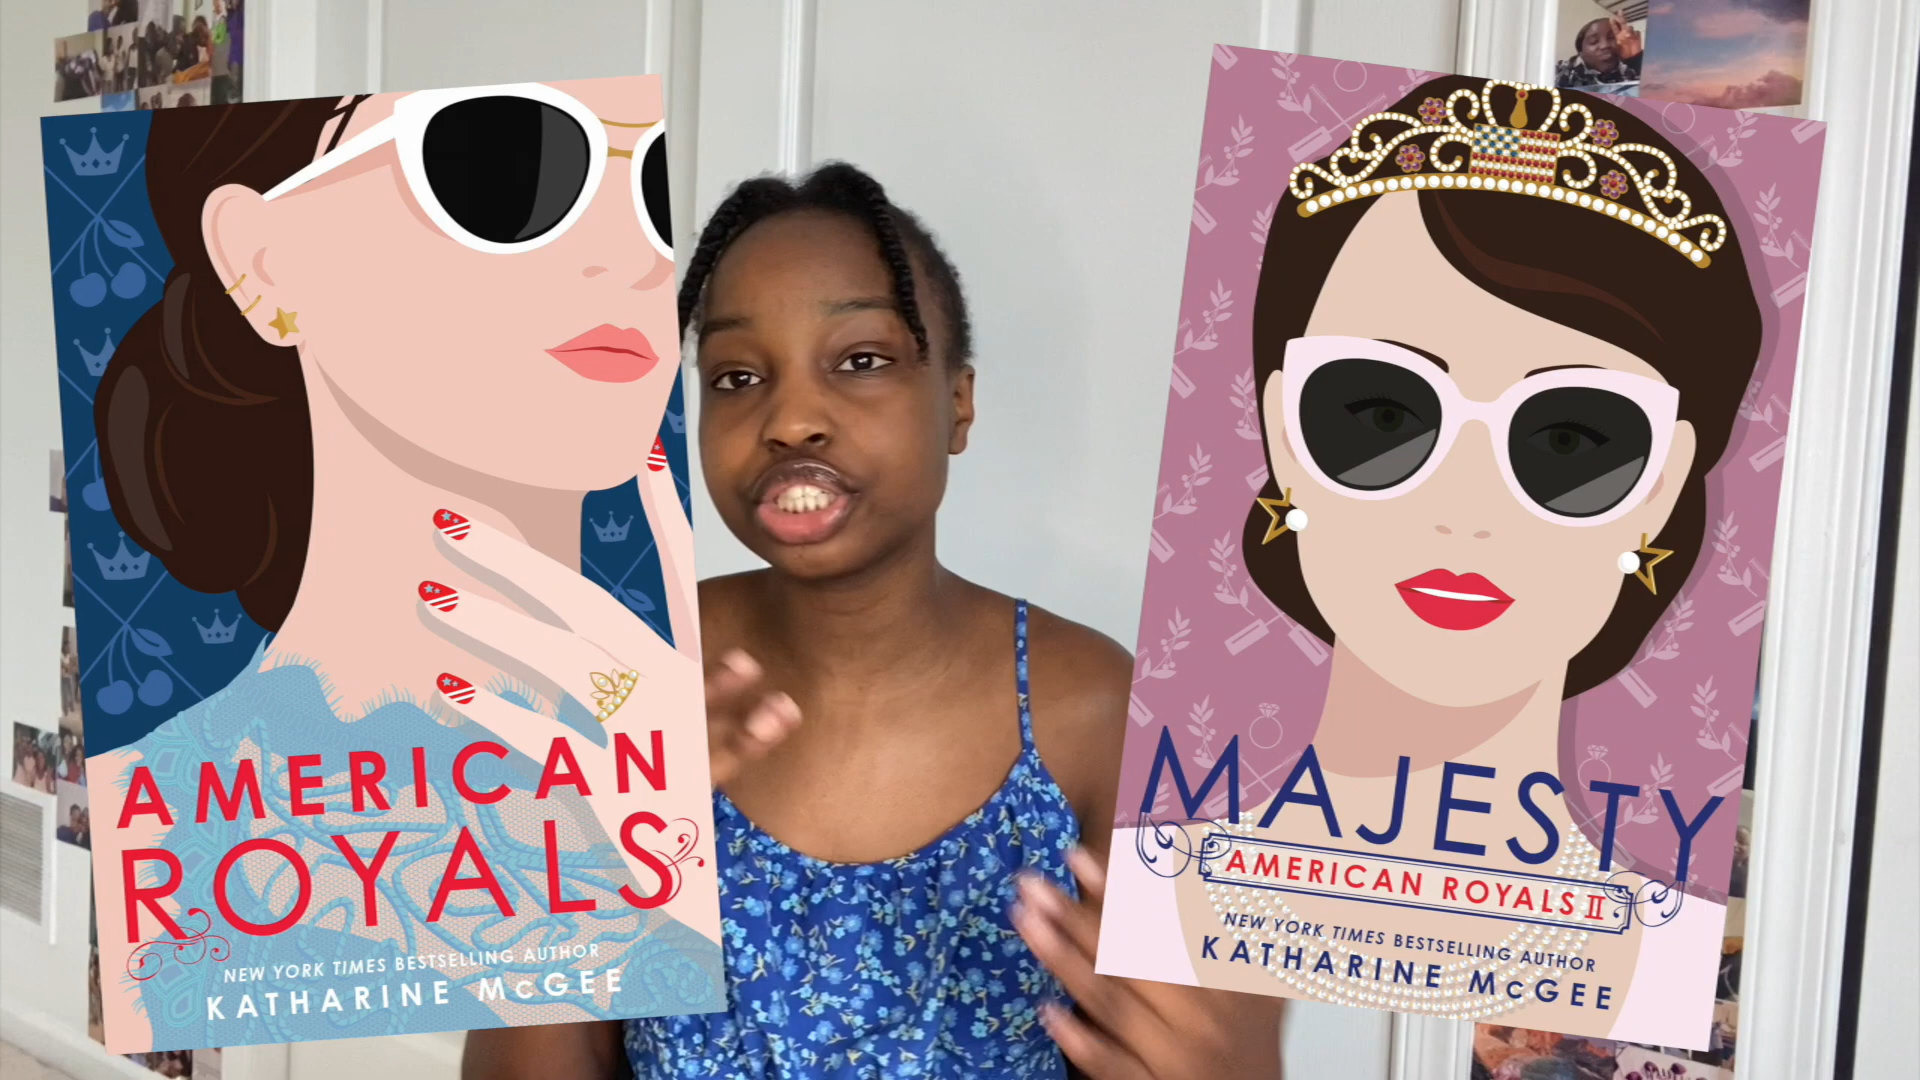 AMERICAN
ROYALS
NEW YORK TIMES BESTSELLING AUTHOR
KATHARINE McGEE
MAJESTY
AMERICAN ROYALS II
NEW YORK TIMES BESTSELLING AUTHOR
KATHARINE McGEE